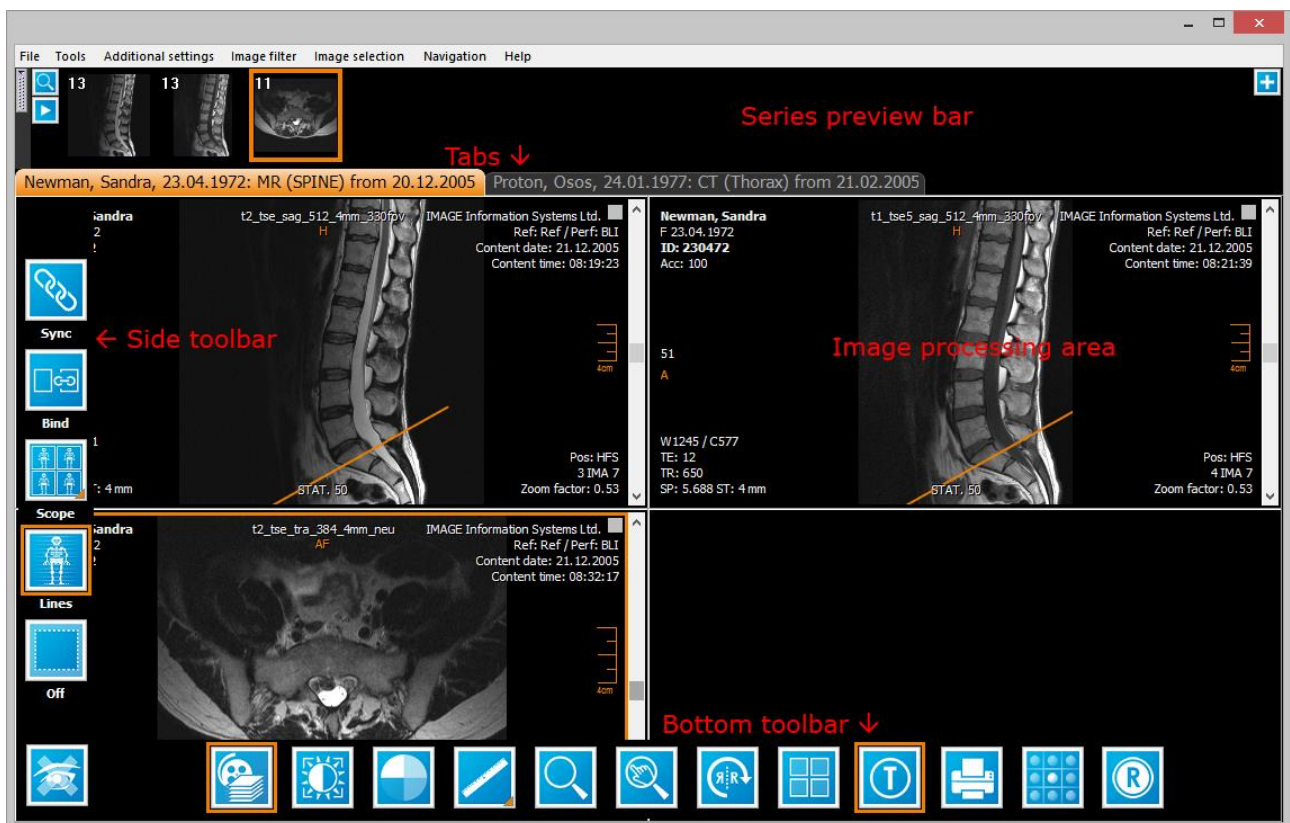 File Tools Additional settings Image filter Image selection Navigation Help
13 13 11
Series preview bar
Tabs ↓
Newman, Sandra, 23.04.1972: MR (SPINE) from 20.12.2005 Proton, Osos, 24.01.1977: CT (Thorax) from 21.02.2005
andra t2_tse_sag_512_4mm_330fov IMAGE Information Systems Ltd.
2 H Ref: Ref / Perf: BLI
Content date: 21.12.2005
Content time: 08:19:23
Newman, Sandra t1_tse5_sag_512_4mm_330fov IMAGE Information Systems Ltd.
F 23.04.1972 H Ref: Ref / Perf: BLI
ID: 230472 Content date: 21.12.2005
Acc: 100 Content time: 08:21:39
Sync
← Side toolbar
4cm
51
A
Image processing area
4cm
Bind
1
Pos: HFS
3 IMA 7
: 4 mm STAT. 50 Zoom factor: 0.53
W1245 / C577
TE: 12 Pos: HFS
TR: 650 4 IMA 7
SP: 5.688 ST: 4 mm STAT. 50 Zoom factor: 0.53
Scope
andra t2_tse_tra_384_4mm_neu IMAGE Information Systems Ltd.
2 AF Ref: Ref / Perf: BLI
Content date: 21.12.2005
Content time: 08:32:17
Lines
4cm
Off
Bottom toolbar ↓
R T R